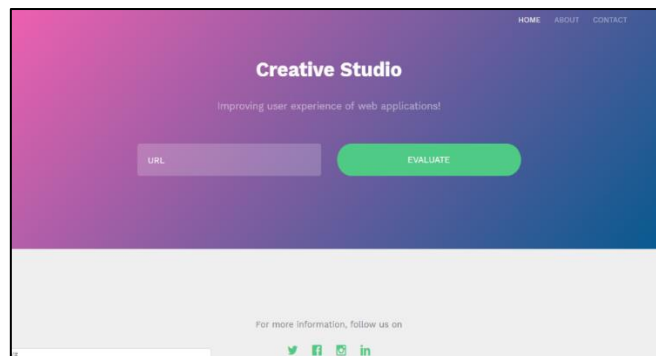 HOME ABOUT CONTACT
Creative Studio
Improving user experience of web applications!
URL EVALUATE
For more information, follow us on